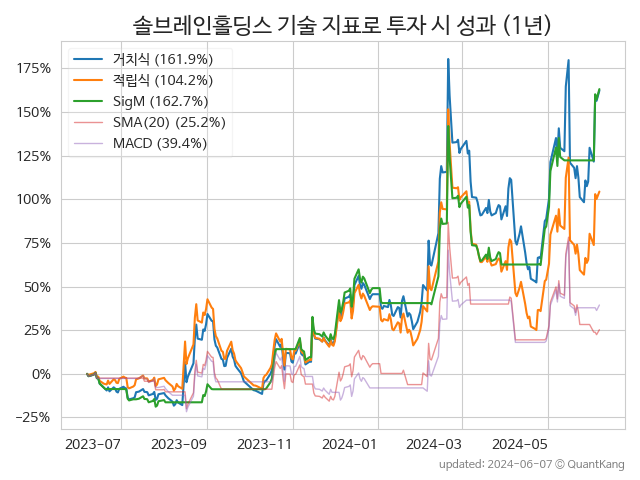 솔브레인홀딩스 기술 지표로 투자 시 성과 (1년)
거치식 (161.9%)
적립식 (104.2%)
SigM (162.7%)
SMA(20) (25.2%)
MACD (39.4%)
175%
150%
125%
100%
75%
50%
25%
0%
−25%
2023-07 2023-09 2023-11 2024-01 2024-03 2024-05
updated: 2024-06-07 © QuantKang